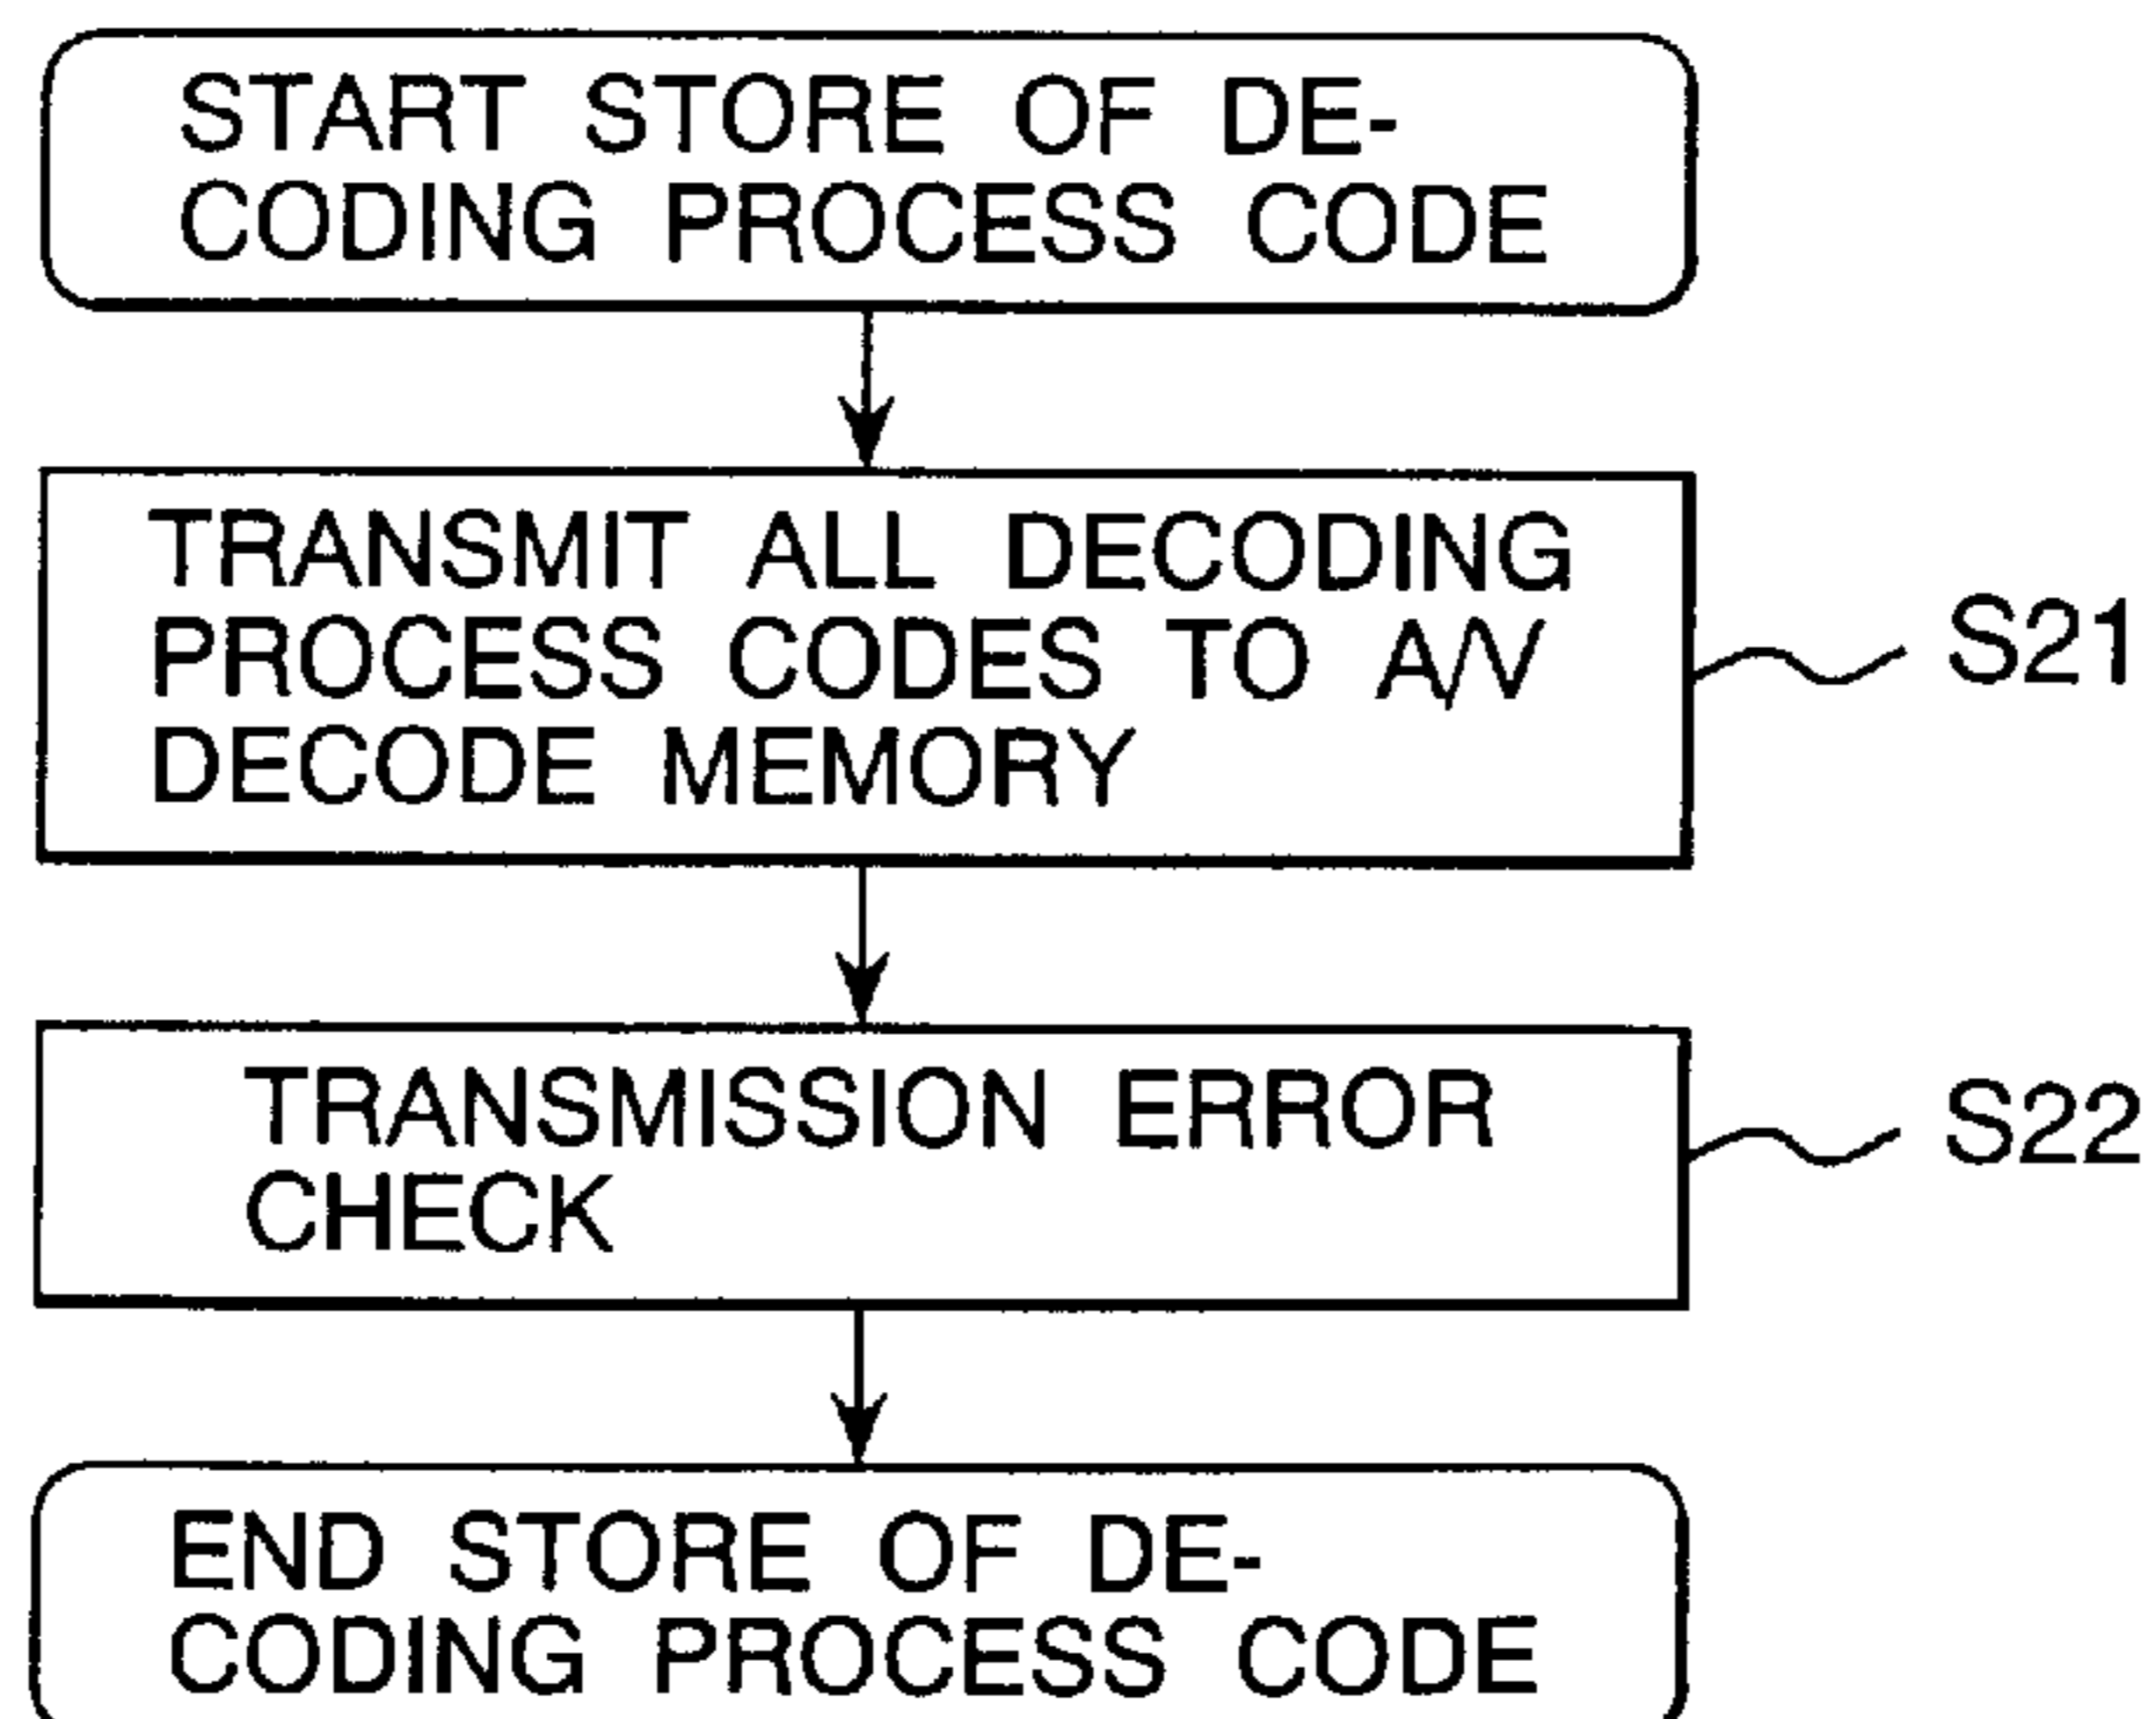 START STORE OF DE-
CODING PROCESS CODE
TRANSMIT ALL DECODING
PROCESS CODES TO A/V
DECODE MEMORY
S21
TRANSMISSION ERROR
CHECK
S22
END STORE OF DE-
CODING PROCESS CODE